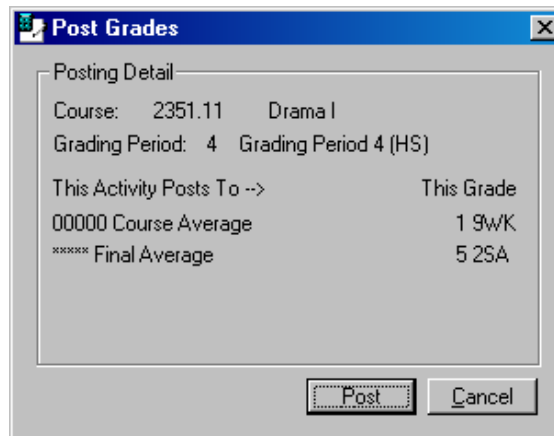 Post Grades
Posting Detail
Course: 2351.11 Drama I
Grading Period: 4 Grading Period 4 (HS)
This Activity Posts To --> This Grade
00000 Course Average 1 9WK
***** Final Average 5 2SA
Post Cancel